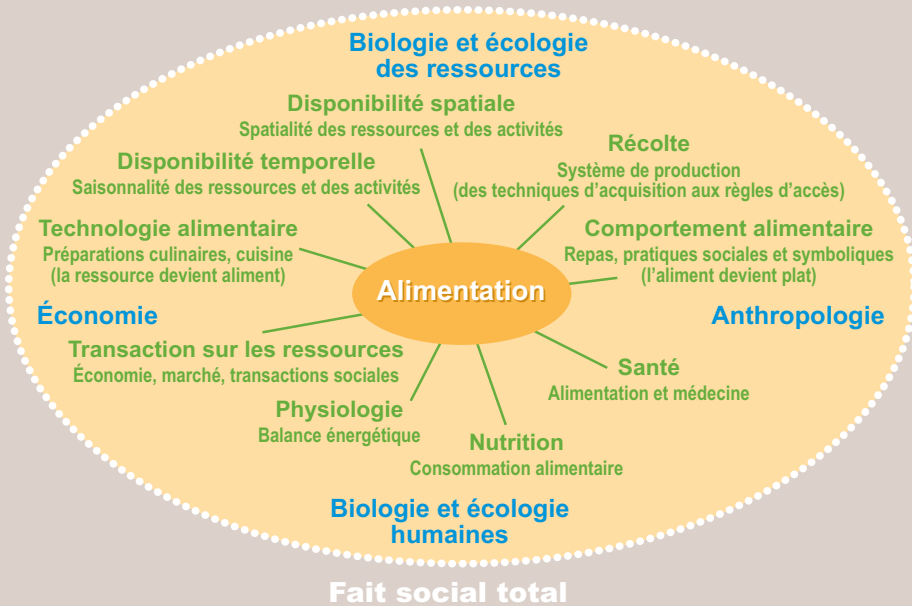 Biologie et écologie
des ressources
Disponibilité spatiale
Spatialité des ressources et des activités
Récolte
Système de production
(des techniques d’acquisition aux règles d’accès)
Disponibilité temporelle
Saisonnalité des ressources et des activités
Technologie alimentaire
Préparations culinaires, cuisine
(la ressource devient aliment)
Comportement alimentaire
Repas, pratiques sociales et symboliques
(l’aliment devient plat)
Alimentation
Économie
Anthropologie
Transaction sur les ressources
Économie, marché, transactions sociales
Santé
Alimentation et médecine
Physiologie
Balance énergétique
Nutrition
Consommation alimentaire
Biologie et écologie
humaines
Fait social total